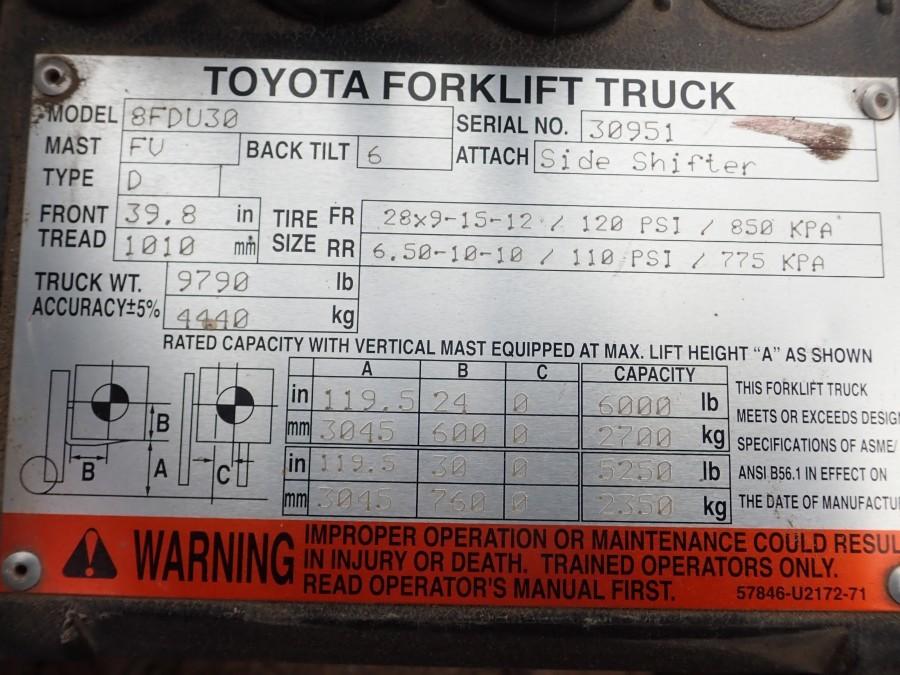 TOYOTA FORKLIFT TRUCK
MODEL 8FDU30 SERIAL NO. 30951
MAST FV BACK TILT 6 ATTACH Side Shifter
TYPE D
FRONT TREAD 39.8 in 1010 mm
TIRE SIZE FR 28x9-15-12 / 120 PSI / 850 KPA
RR 6.50-10-10 / 110 PSI / 775 KPA
TRUCK WT. 9790 lb
ACCURACY±5% 4440 kg
RATED CAPACITY WITH VERTICAL MAST EQUIPPED AT MAX. LIFT HEIGHT "A" AS SHOWN
A B C CAPACITY
in 119.5 24 0 6000 lb
mm 3045 600 0 2700 kg
in 119.5 30 0 5250 lb
mm 3045 760 0 2350 kg
B B A C
THIS FORKLIFT TRUCK
MEETS OR EXCEEDS DESIG
SPECIFICATIONS OF ASME/
ANSI B56.1 IN EFFECT ON
THE DATE OF MANUFACTU
WARNING
IMPROPER OPERATION OR MAINTENANCE COULD RESUL
IN INJURY OR DEATH. TRAINED OPERATORS ONLY.
READ OPERATOR'S MANUAL FIRST. 57846-U2172-71